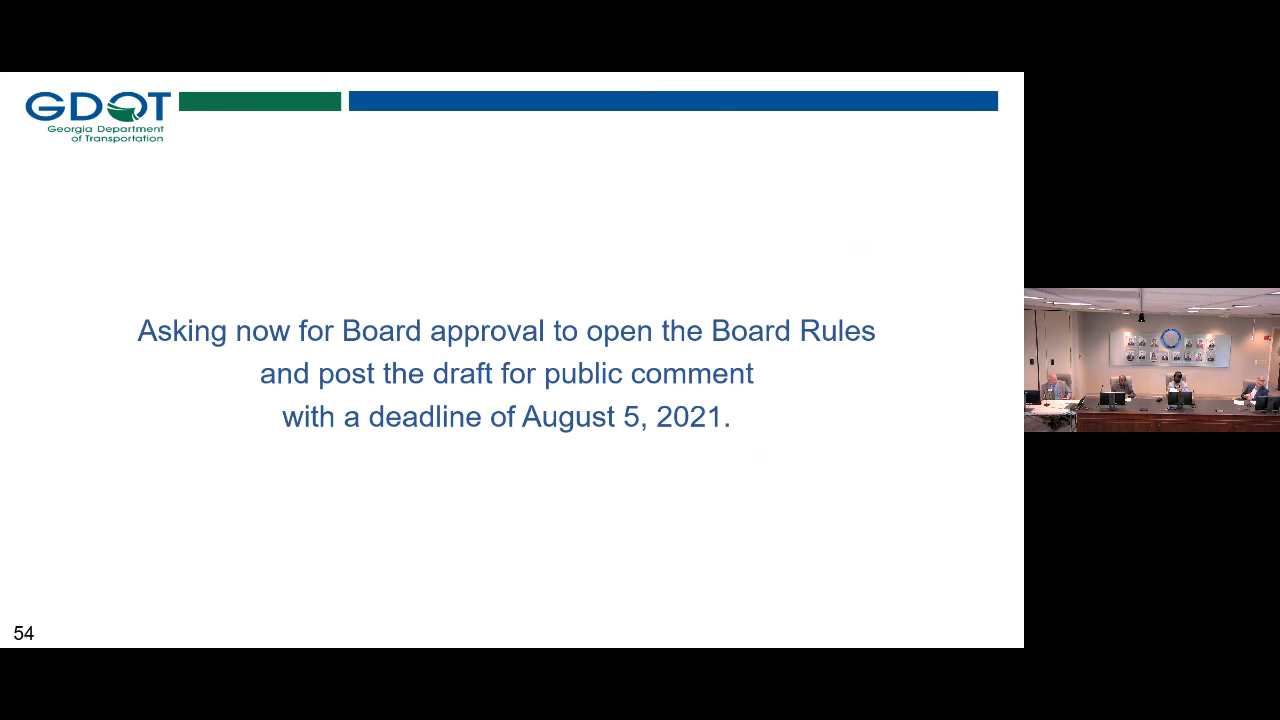 GDOT
Georgia Department
of Transportation
Asking now for Board approval to open the Board Rules
and post the draft for public comment
with a deadline of August 5, 2021.
54